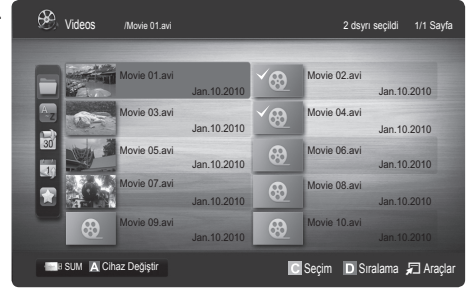 Videos /Movie 01.avi 2 dsyrı seçildi 1/1 Sayfa
Movie 01.avi Movie 02.avi
Jan.10.2010 Jan.10.2010
Movie 03.avi Movie 04.avi
Jan.10.2010 Jan.10.2010
Movie 05.avi Movie 06.avi
Jan.10.2010 Jan.10.2010
Movie 07.avi Movie 08.avi
Jan.10.2010 Jan.10.2010
Movie 09.avi Movie 10.avi
Jan.10.2010 Jan.10.2010
30
1
SUM A Cihaz Değiştir C Seçim D Sıralama Araçlar